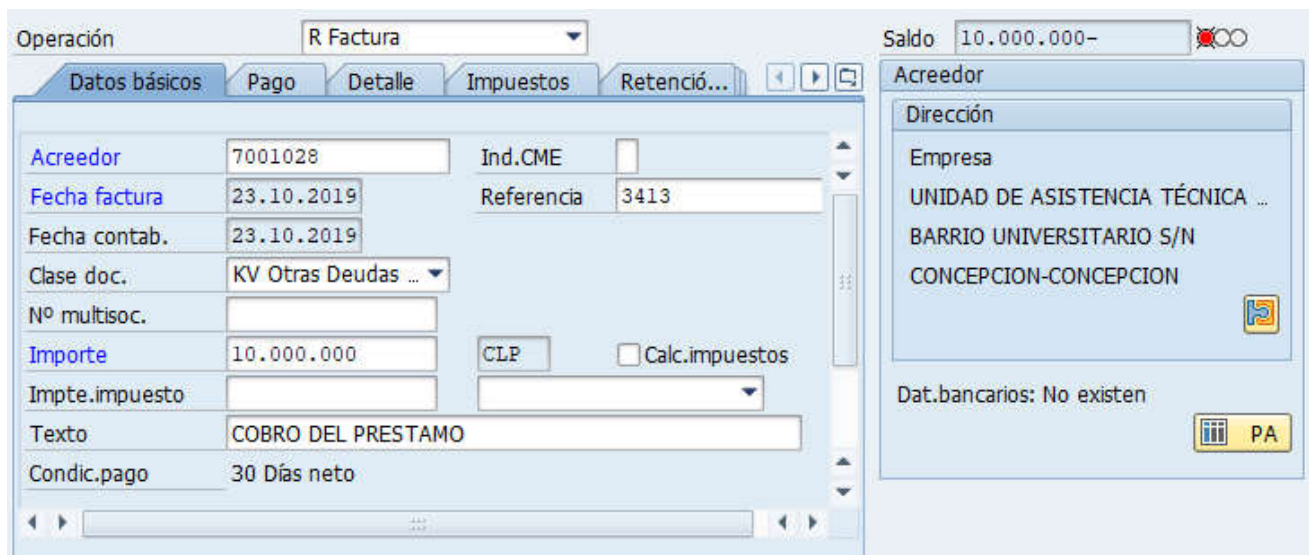 Operación R Factura
Saldo 10.000.000-
Datos básicos Pago Detalle Impuestos Retenció...
Acreedor
Dirección
Acreedor 7001028 Ind.CME
Empresa
Fecha factura 23.10.2019 Referencia 3413
UNIDAD DE ASISTENCIA TÉCNICA ...
Fecha contab. 23.10.2019
BARRIO UNIVERSITARIO S/N
Clase doc. KV Otras Deudas ...
CONCEPCION-CONCEPCION
Nº multisoc.
Importe 10.000.000 CLP Calc.impuestos
Impte.impuesto
Dat.bancarios: No existen
Texto COBRO DEL PRESTAMO
PA
Condic.pago 30 Días neto